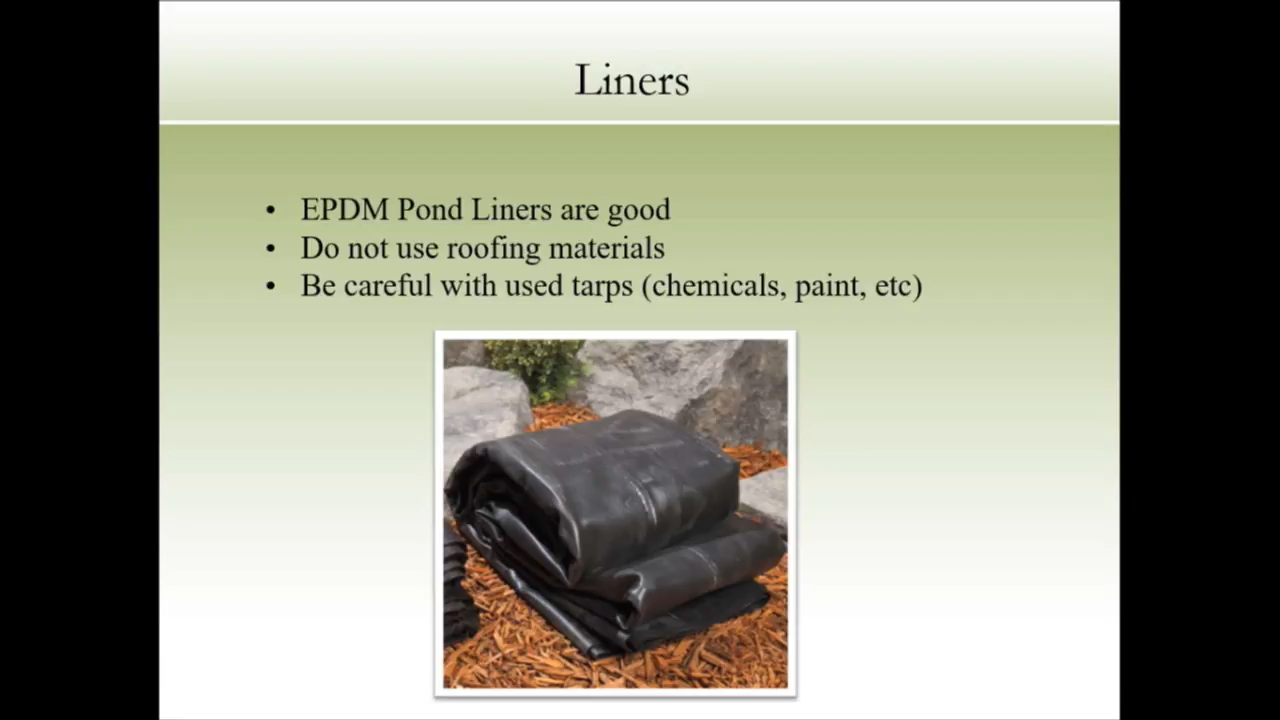 Liners
• EPDM Pond Liners are good
• Do not use roofing materials
• Be careful with used tarps (chemicals, paint, etc)